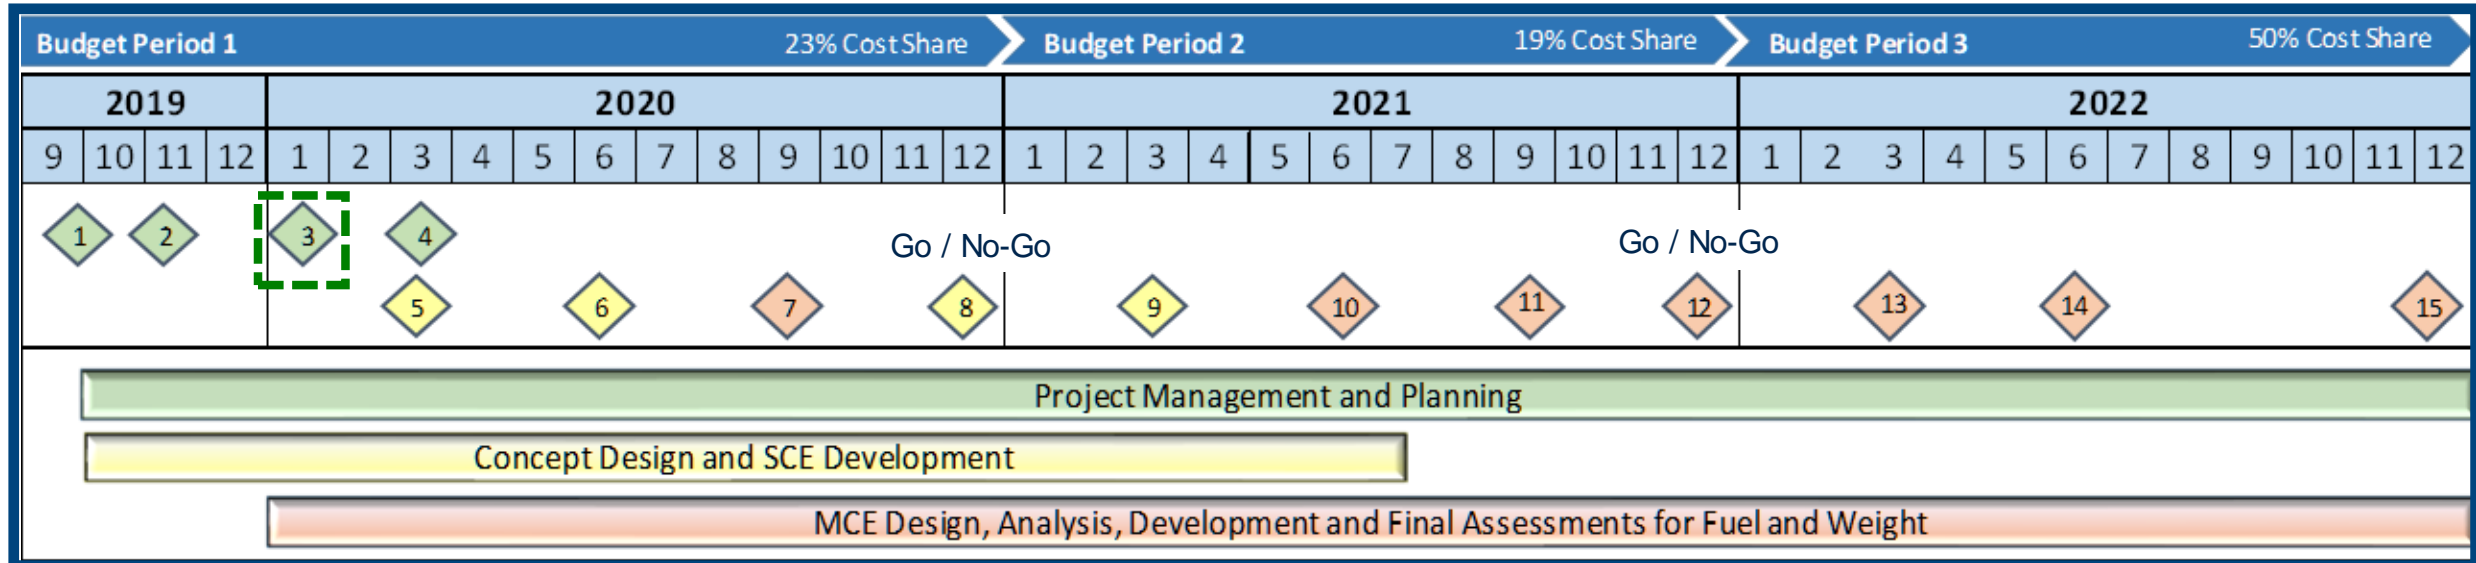 Budget Period 1 23% Cost Share Budget Period 2 19% Cost Share Budget Period 3 50% Cost Share
2019 2020 2021 2022
9 10 11 12 1 2 3 4 5 6 7 8 9 10 11 12 1 2 3 4 5 6 7 8 9 10 11 12 1 2 3 4 5 6 7 8 9 10 11 12
1 2 3 4 Go / No-Go Go / No-Go
5 6 7 8 9 10 11 12 13 14 15
Project Management and Planning
Concept Design and SCE Development
MCE Design, Analysis, Development and Final Assessments for Fuel and Weight